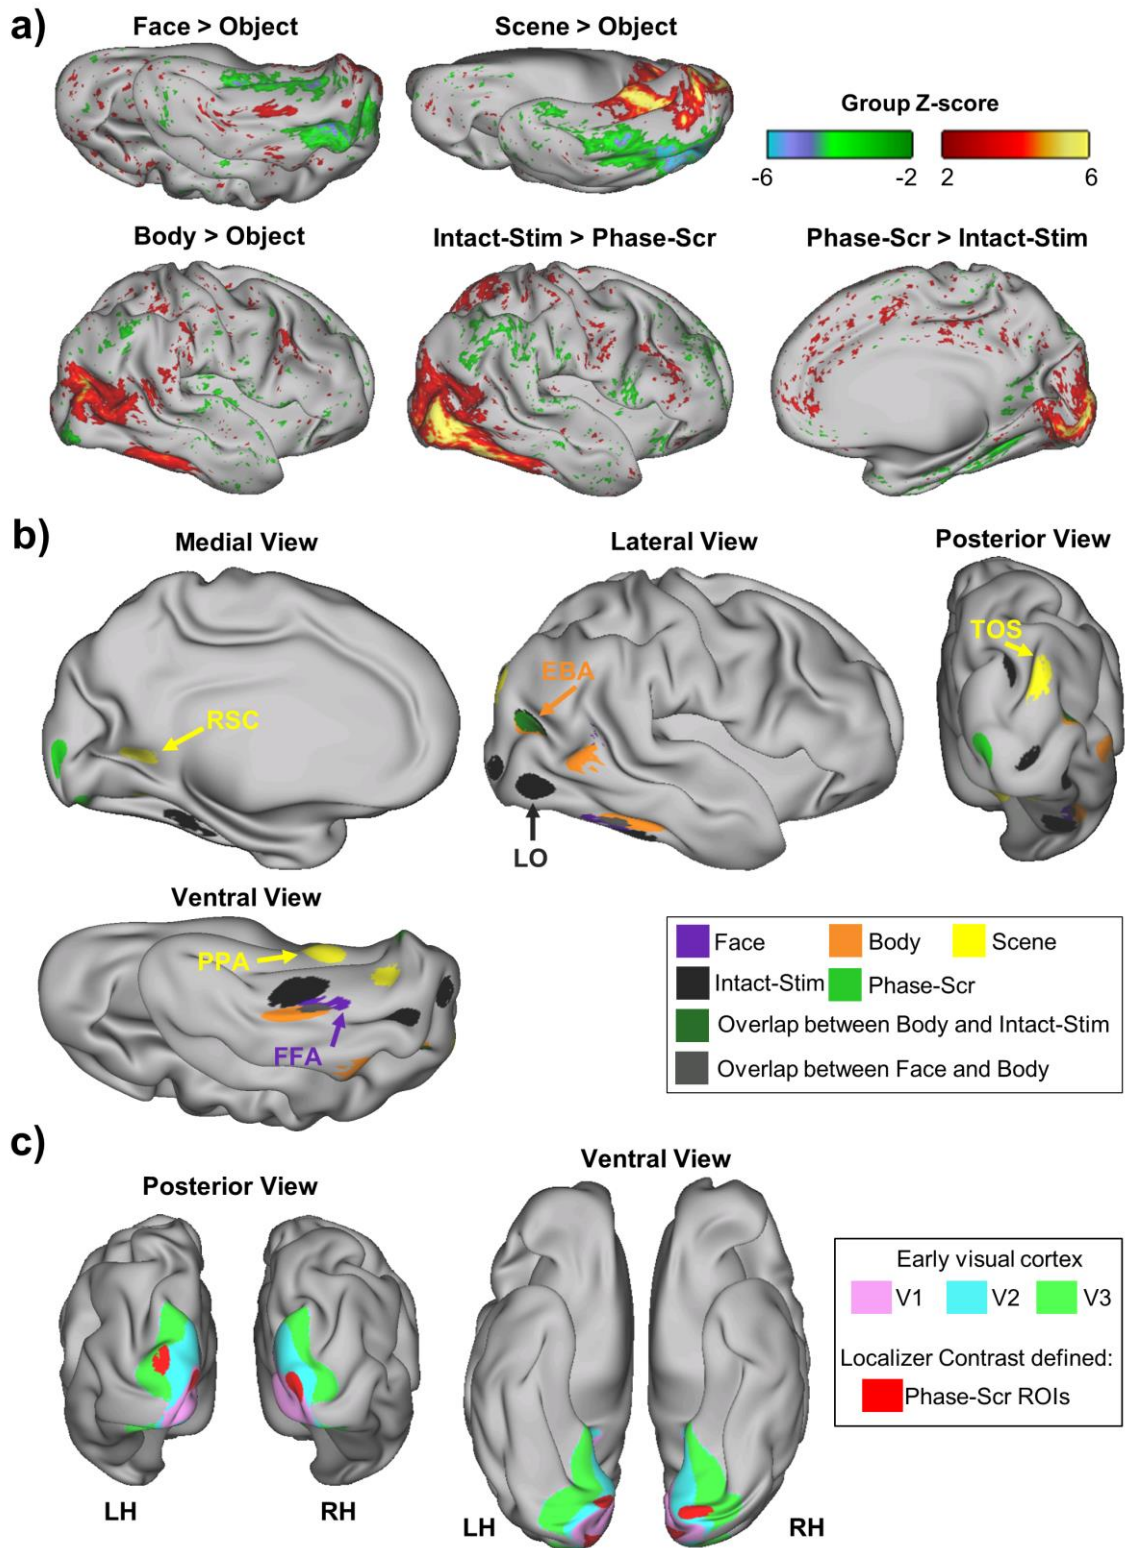 a)
Face > Object
Scene > Object
Group Z-score
-6
-2
2
6
Body > Object
Intact-Stim > Phase-Scr
Phase-Scr > Intact-Stim
b)
Medial View
Lateral View
Posterior View
TOS
EBA
RSC
LO
Ventral View
PPA
FFA
Face
Body
Scene
Intact-Stim
Phase-Scr
Overlap between Body and Intact-Stim
Overlap between Face and Body
c)
Posterior View
Ventral View
LH
RH
LH
RH
Early visual cortex
V1
V2
V3
Localizer Contrast defined:
Phase-Scr ROIs